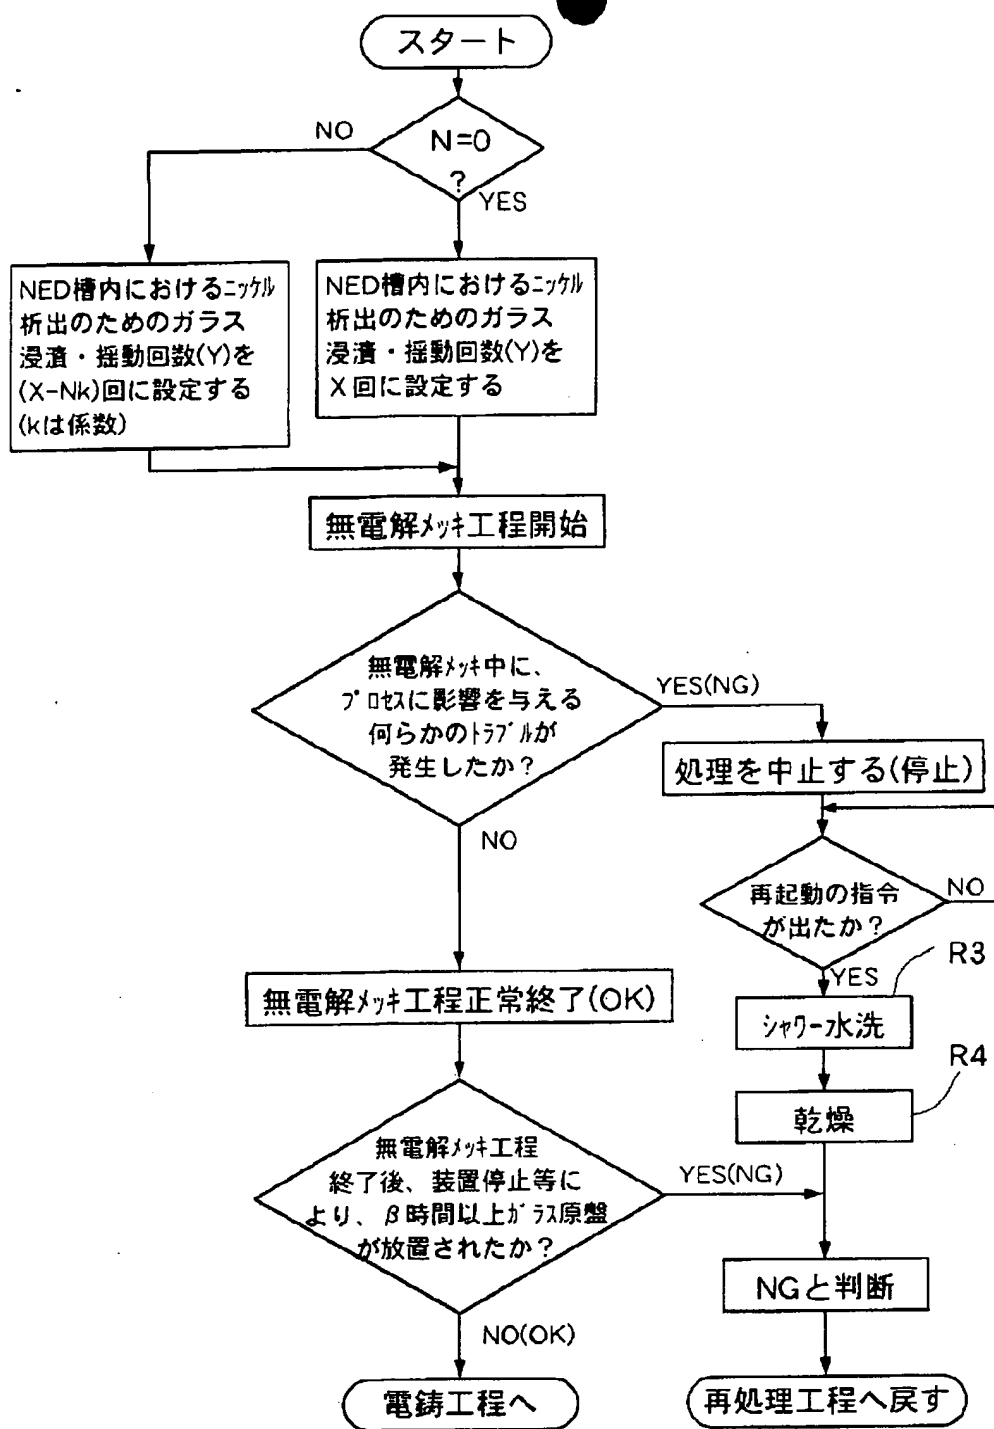 スタート
N=0
?
NO
YES
NED槽内におけるニッケル
析出のためのガラス
浸漬・揺動回数(Y)を
(X-Nk)回に設定する
(kは係数)
NED槽内におけるニッケル
析出のためのガラス
浸漬・揺動回数(Y)を
X回に設定する
無電解メッキ工程開始
無電解メッキ中に、
プロセスに影響を与える
何らかのトラブルが
発生したか?
YES(NG)
NO
処理を中止する(停止)
再起動の指令
が出たか?
NO
YES
R3
シャワー水洗
R4
乾燥
無電解メッキ工程正常終了(OK)
無電解メッキ工程
終了後、装置停止等に
より、β時間以上ガラス原盤
が放置されたか?
YES(NG)
NO(OK)
NGと判断
電鋳工程へ
再処理工程へ戻す